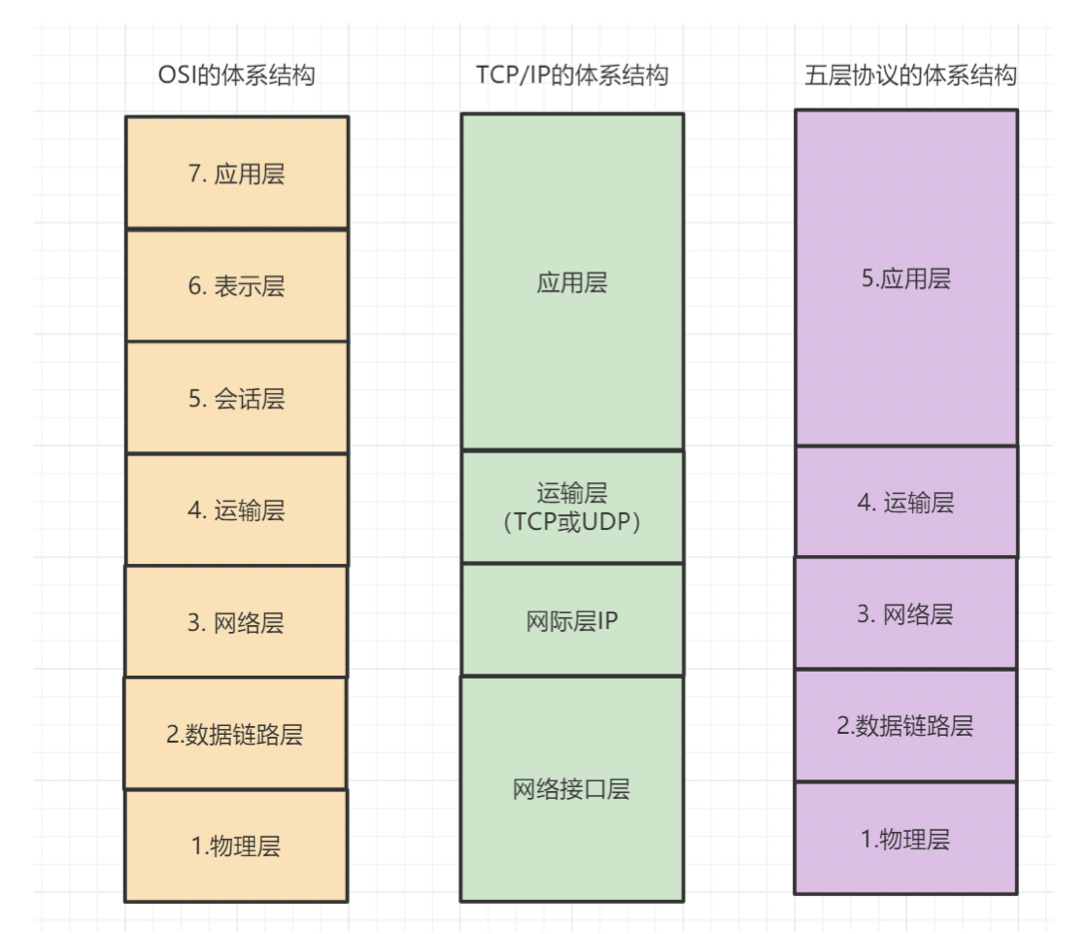 OSI的体系结构
7. 应用层
6. 表示层
5. 会话层
4. 运输层
3. 网络层
2.数据链路层
1.物理层
TCP/IP的体系结构
应用层
运输层
（TCP或UDP）
网际层IP
网络接口层
五层协议的体系结构
5.应用层
4. 运输层
3. 网络层
2.数据链路层
1.物理层